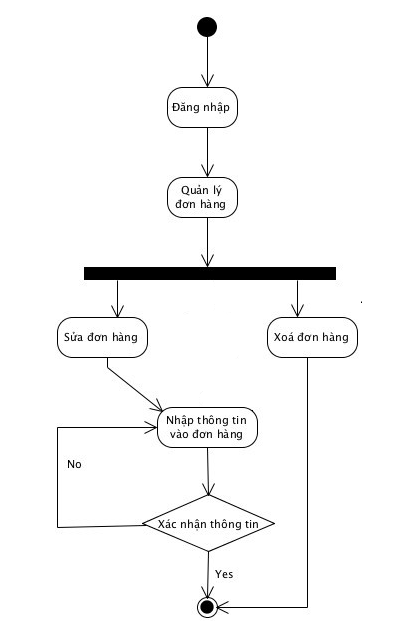 Đăng nhập
Quản lý
đơn hàng
Sửa đơn hàng
Xoá đơn hàng
Nhập thông tin
vào đơn hàng
No
Xác nhận thông tin
Yes